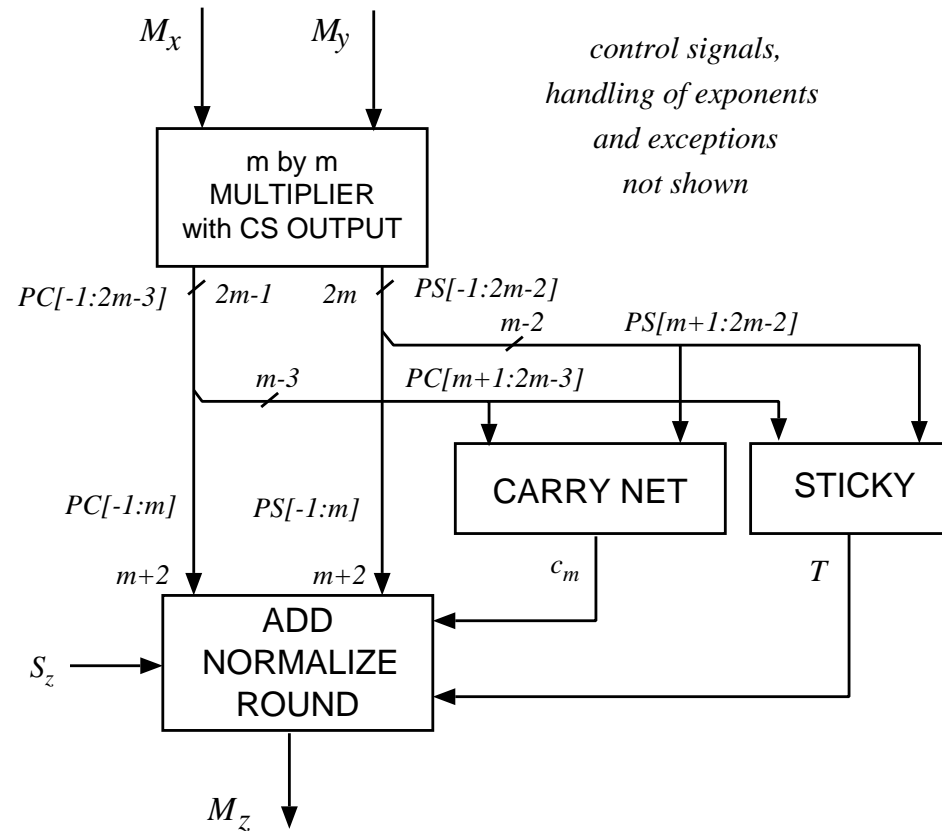 M_x
M_y
control signals,
handling of exponents
and exceptions
not shown
m by m
MULTIPLIER
with CS OUTPUT
PC[-1:2m-3]
2m-1
2m
PS[-1:2m-2]
m-2
PS[m+1:2m-2]
m-3
PC[m+1:2m-3]
CARRY NET
STICKY
PC[-1:m]
PS[-1:m]
c_m
T
m+2
m+2
ADD
NORMALIZE
ROUND
S_z
M_z